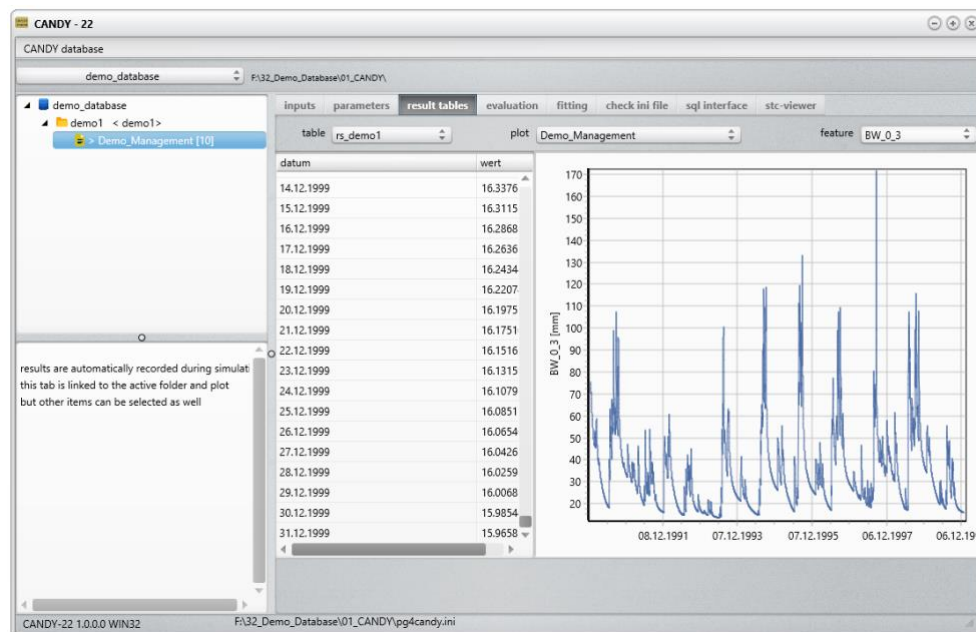 CANDY - 22
CANDY database
demo_database F:\32_Demo_Database\01_CANDY\
demo_database
demo1 < demo1>
> Demo_Management [10]
inputs parameters result tables evaluation fitting check ini file sql interface stc-viewer
table rs_demo1 plot Demo_Management feature BW_0_3
datum wert
14.12.1999 16.3376
15.12.1999 16.3115
16.12.1999 16.2868
17.12.1999 16.2636
18.12.1999 16.2434
19.12.1999 16.2207
20.12.1999 16.1975
21.12.1999 16.1751
22.12.1999 16.1516
23.12.1999 16.1315
24.12.1999 16.1079
25.12.1999 16.0851
26.12.1999 16.0654
27.12.1999 16.0426
28.12.1999 16.0259
29.12.1999 16.0068
30.12.1999 15.9854
31.12.1999 15.9658
BW_0_3 [mm]
170
160
150
140
130
120
110
100
90
80
70
60
50
40
30
20
08.12.1991 07.12.1993 07.12.1995 06.12.1997 06.12.19
results are automatically recorded during simulati
this tab is linked to the active folder and plot
but other items can be selected as well
CANDY-22 1.0.0.0 WIN32 F:\32_Demo_Database\01_CANDY\pg4candy.ini